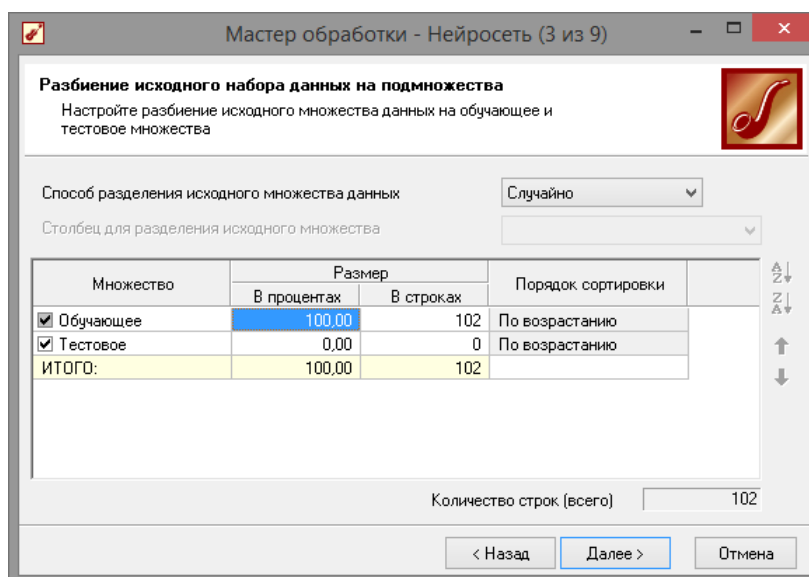 Мастер обработки - Нейросеть (3 из 9)
Разбиение исходного набора данных на подмножества
Настройте разбиение исходного множества данных на обучающее и
тестовое множества
Способ разделения исходного множества данных Случайно
Столбец для разделения исходного множества
Множество Размер Порядок сортировки
В процентах В строках
Обучающее 100,00 102 По возрастанию
Тестовое 0,00 0 По возрастанию
ИТОГО: 100,00 102
Количество строк (всего) 102
< Назад Далее > Отмена